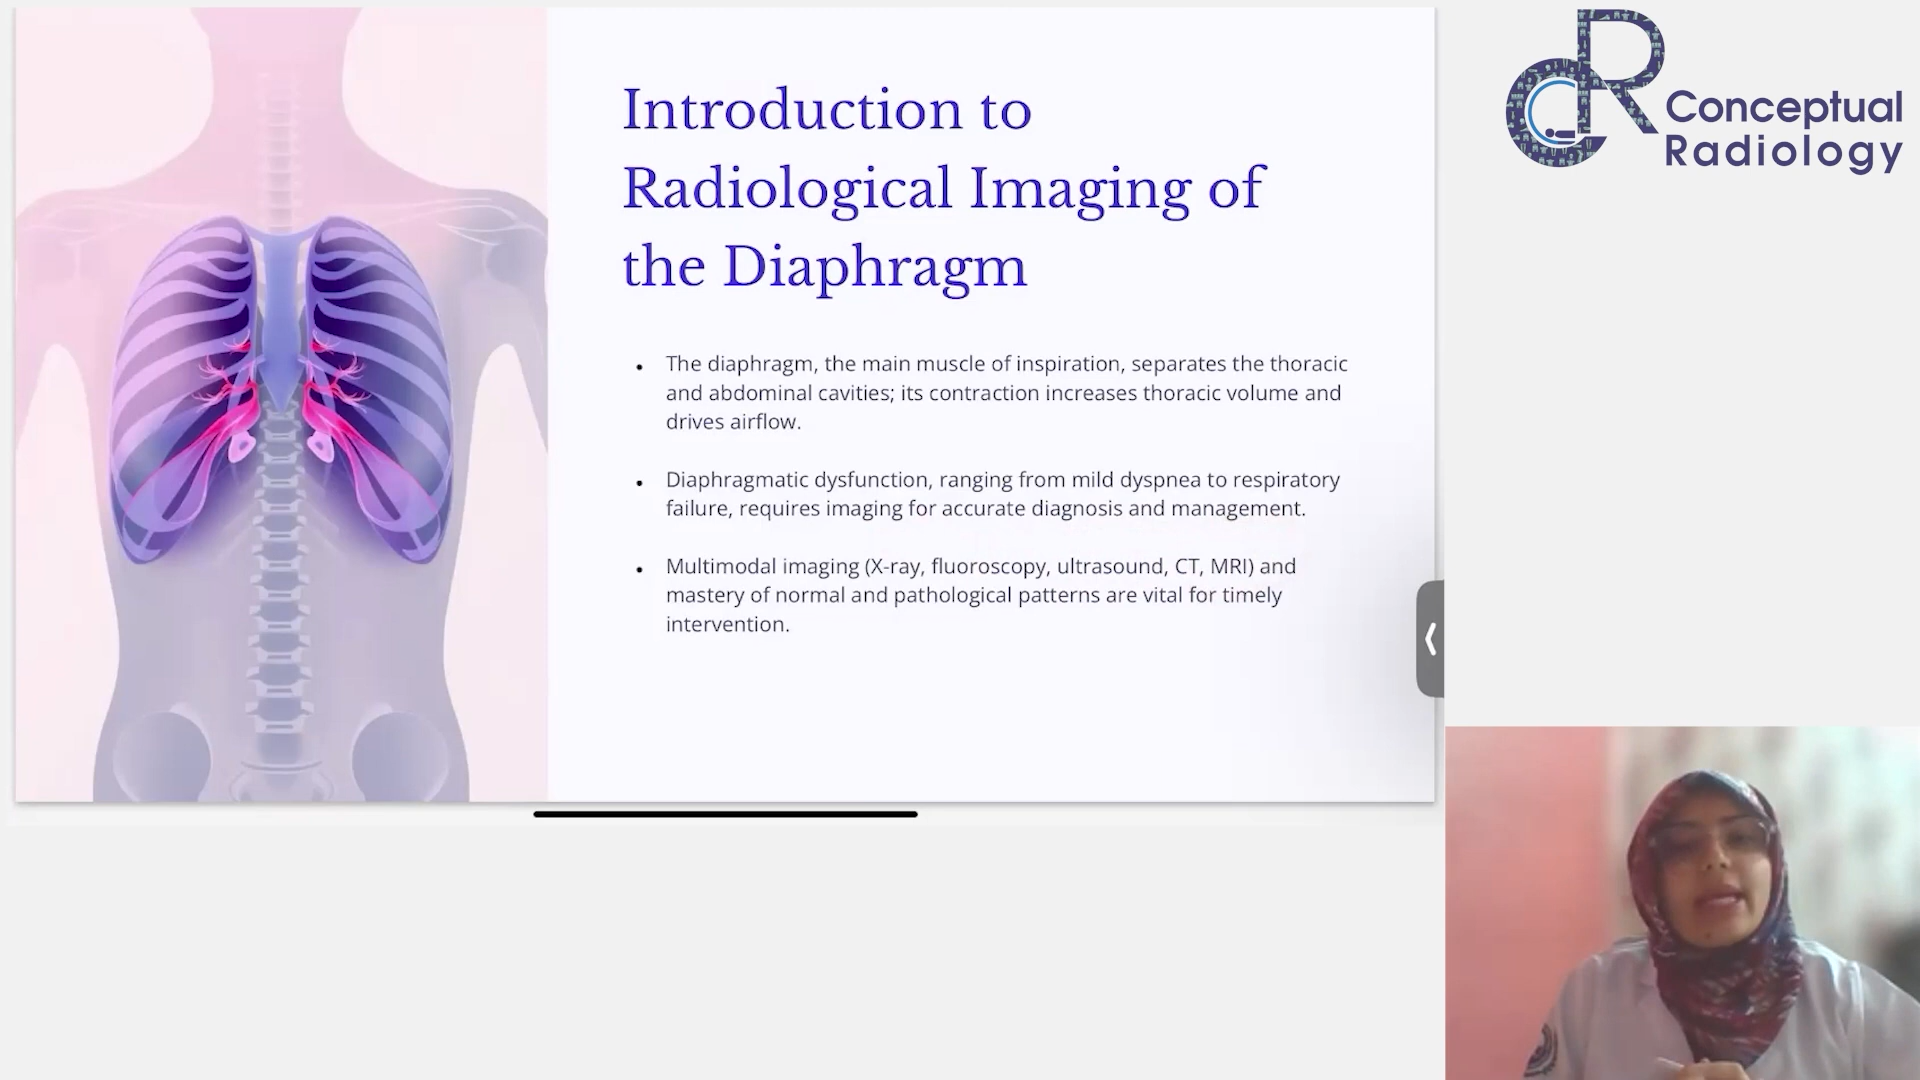 Introduction to
Radiological Imaging of
the Diaphragm
• The diaphragm, the main muscle of inspiration, separates the thoracic
and abdominal cavities; its contraction increases thoracic volume and
drives airflow.
• Diaphragmatic dysfunction, ranging from mild dyspnea to respiratory
failure, requires imaging for accurate diagnosis and management.
• Multimodal imaging (X-ray, fluoroscopy, ultrasound, CT, MRI) and
mastery of normal and pathological patterns are vital for timely
intervention.
CR
Conceptual
Radiology